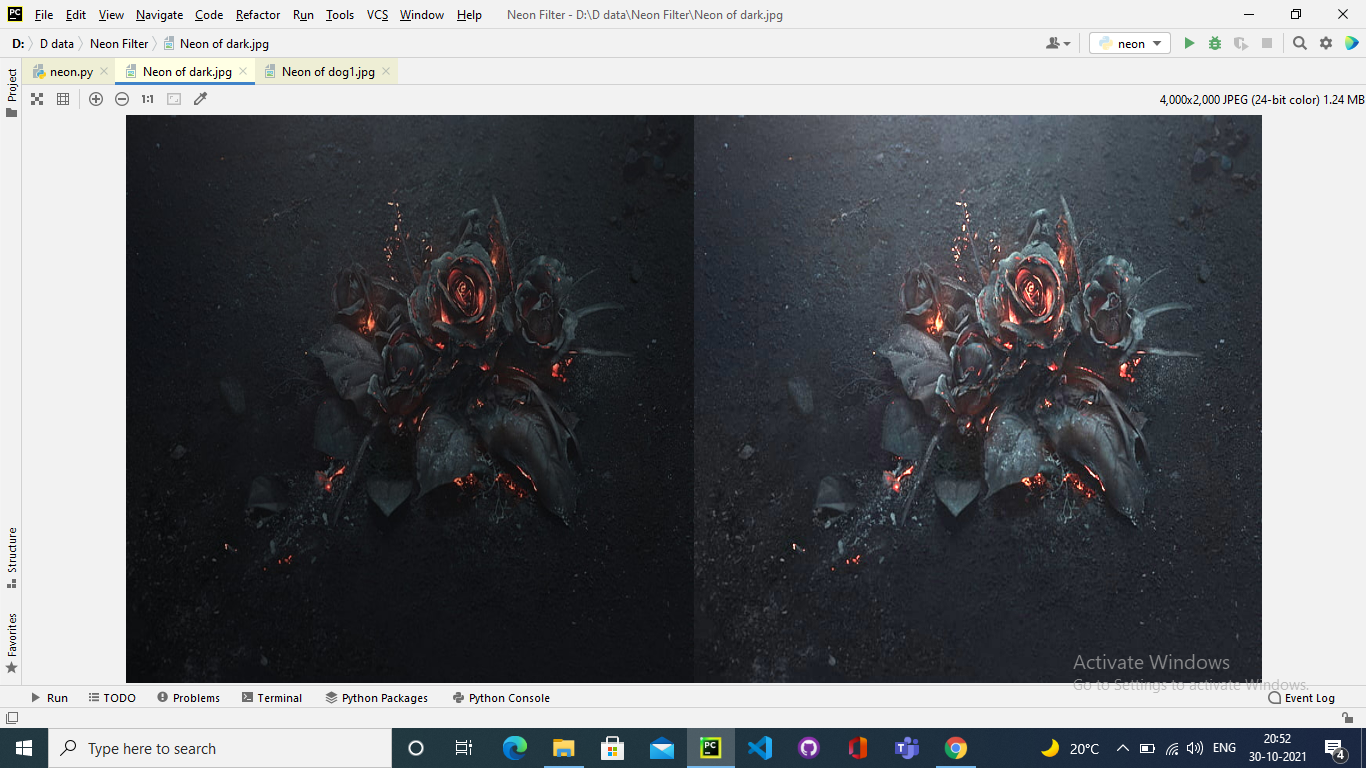 PC File Edit View Navigate Code Refactor Run Tools VCS Window Help Neon Filter - D:\D data\Neon Filter\Neon of dark.jpg
D: D data Neon Filter Neon of dark.jpg neon
neon.py Neon of dark.jpg Neon of dog1.jpg
1:1 4,000x2,000 JPEG (24-bit color) 1.24 MB
Project
Structure
Favorites
Activate Windows
Go to Settings to activate Windows.
Run TODO Problems Terminal Python Packages Python Console Event Log
Type here to search PC 20°C ENG 20:52
30-10-2021 4